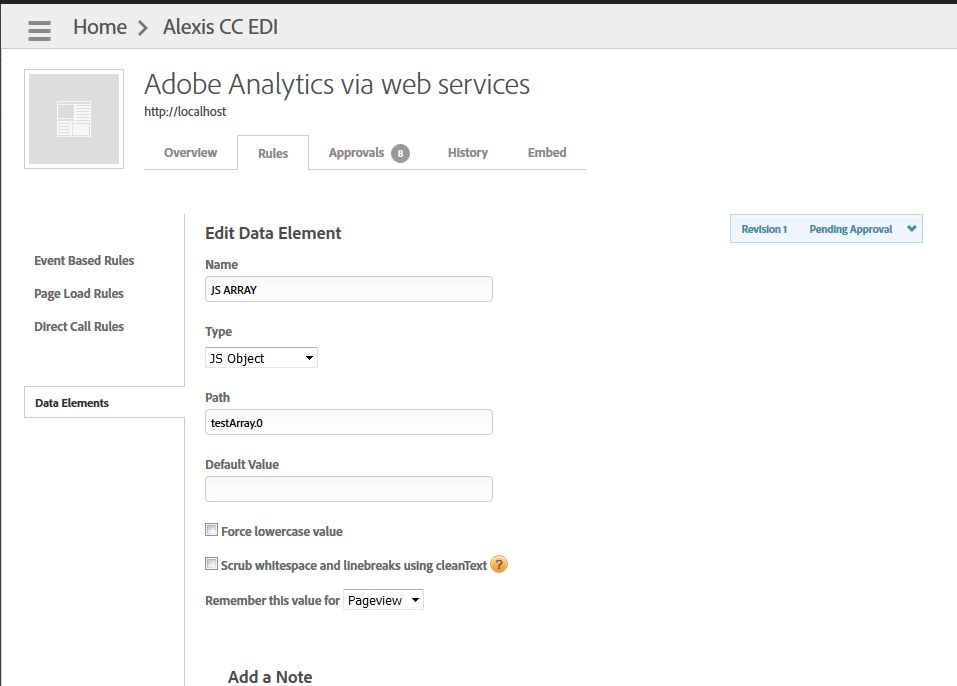 Home > Alexis CC EDI
Adobe Analytics via web services
http://localhost
Overview Rules Approvals 8 History Embed
Event Based Rules
Page Load Rules
Direct Call Rules
Data Elements
Edit Data Element
Revision 1 Pending Approval
Name
JS ARRAY
Type
JS Object
Path
testArray.0
Default Value
Force lowercase value
Scrub whitespace and linebreaks using cleanText ?
Remember this value for Pageview
Add a Note